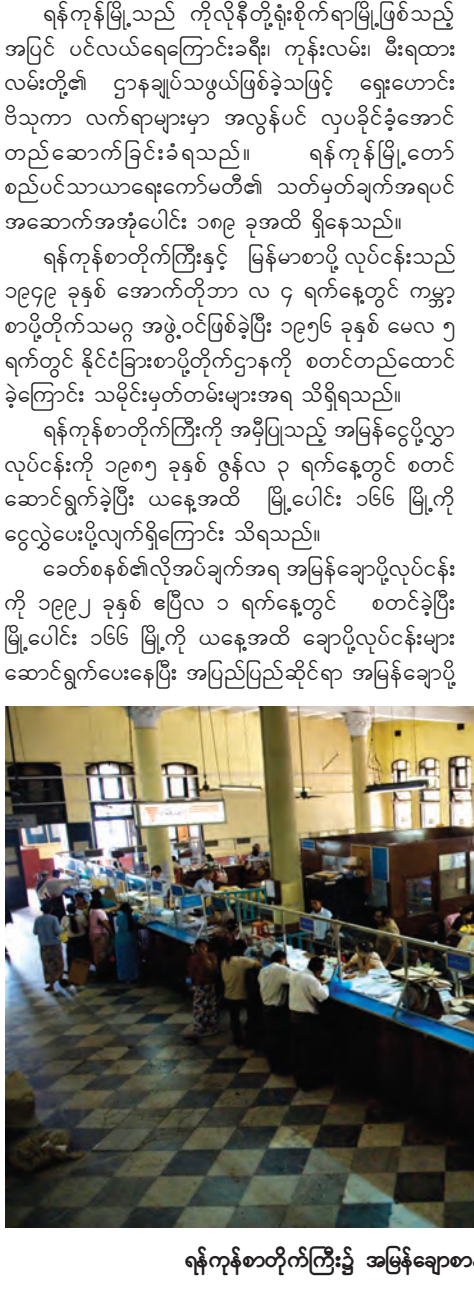 ရန်ကုန်မြို့သည် ကိုလိုနီတို့ရုံးစိုက်ရာမြို့ဖြစ်သည့်
အပြင် ပင်လယ်ရေကြောင်းခရီး၊ ကုန်းလမ်း၊ မီးရထား
လမ်းတို့၏ ဌာနချုပ်သဖွယ်ဖြစ်ခဲ့သဖြင့် ရှေးဟောင်း
ဗိသုကာ လက်ရာများမှာ အလွန်ပင် လှပခိုင်ခံ့အောင်
တည်ဆောက်ခြင်းခံရသည်။ ရန်ကုန်မြို့တော်
စည်ပင်သာယာရေးကော်မတီ၏ သတ်မှတ်ချက်အရပင်
အဆောက်အအုံပေါင်း ၁၈၉ ခုအထိ ရှိနေသည်။
ရန်ကုန်စာတိုက်ကြီးနှင့် မြန်မာစာပို့ လုပ်ငန်းသည်
၁၉၄၉ ခုနှစ် အောက်တိုဘာ လ ၄ ရက်နေ့တွင် ကမ္ဘာ့
စာပို့တိုက်သမဂ္ဂ အဖွဲ့ဝင်ဖြစ်ခဲ့ပြီး ၁၉၅၆ ခုနှစ် မေလ ၅
ရက်တွင် နိုင်ငံခြားစာပို့တိုက်ဌာနကို စတင်တည်ထောင်
ခဲ့ကြောင်း သမိုင်းမှတ်တမ်းများအရ သိရှိရသည်။
ရန်ကုန်စာတိုက်ကြီးကို အမှီပြုသည့် အမြန်ငွေပို့လွှာ
လုပ်ငန်းကို ၁၉၈၅ ခုနှစ် ဇွန်လ ၃ ရက်နေ့တွင် စတင်
ဆောင်ရွက်ခဲ့ပြီး ယနေ့အထိ မြို့ပေါင်း ၁၆၆ မြို့ကို
ငွေလွှဲပေးပို့လျက်ရှိကြောင်း သိရသည်။
ခေတ်စနစ်၏လိုအပ်ချက်အရ အမြန်ချောပို့လုပ်ငန်း
ကို ၁၉၉၂ ခုနှစ် ဧပြီလ ၁ ရက်နေ့တွင် စတင်ခဲ့ပြီး
မြို့ပေါင်း ၁၆၆ မြို့ကို ယနေ့အထိ ချောပို့လုပ်ငန်းများ
ဆောင်ရွက်ပေးနေပြီး အပြည်ပြည်ဆိုင်ရာ အမြန်ချောပို့
ရန်ကုန်စာတိုက်ကြီး၌ အမြန်ချောစာ